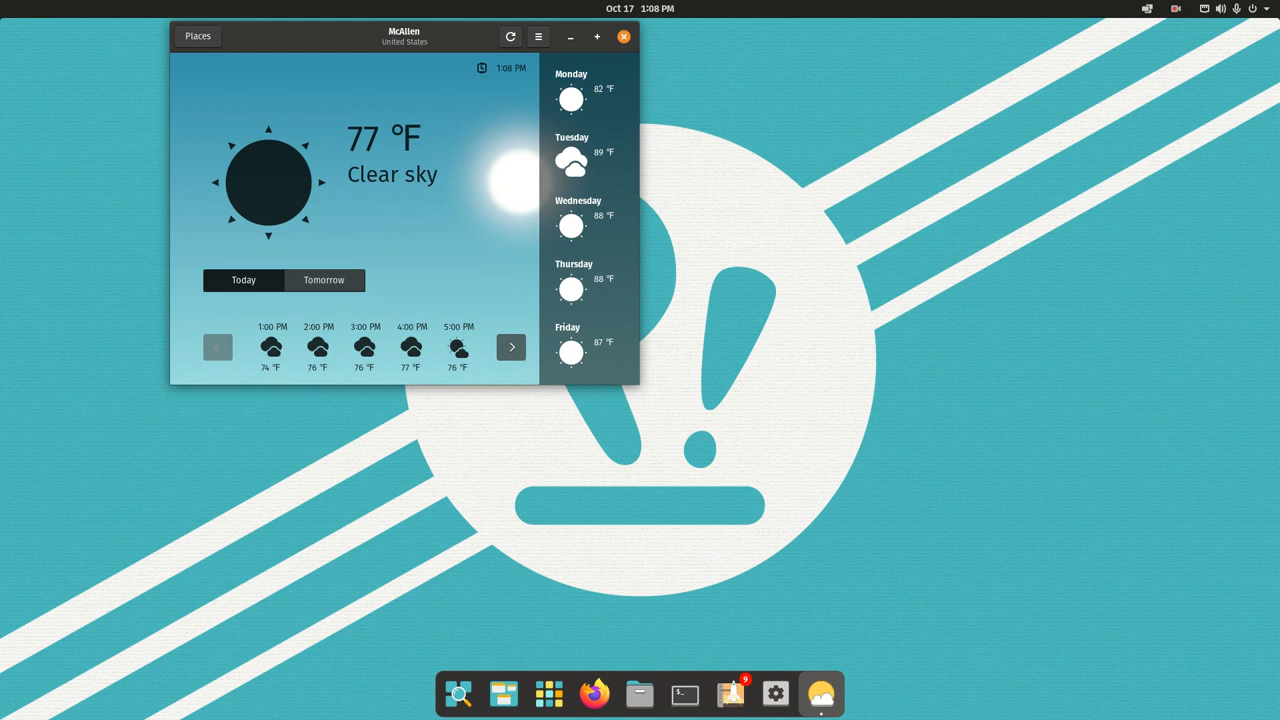 Oct 17 1:08 PM
Places
McAllen
United States
1:08 PM
77 °F
Clear sky
Today
Tomorrow
1:00 PM
2:00 PM
3:00 PM
4:00 PM
5:00 PM
74 °F
76 °F
76 °F
77 °F
76 °F
Monday
82 °F
Tuesday
89 °F
Wednesday
88 °F
Thursday
88 °F
Friday
87 °F
$_
9